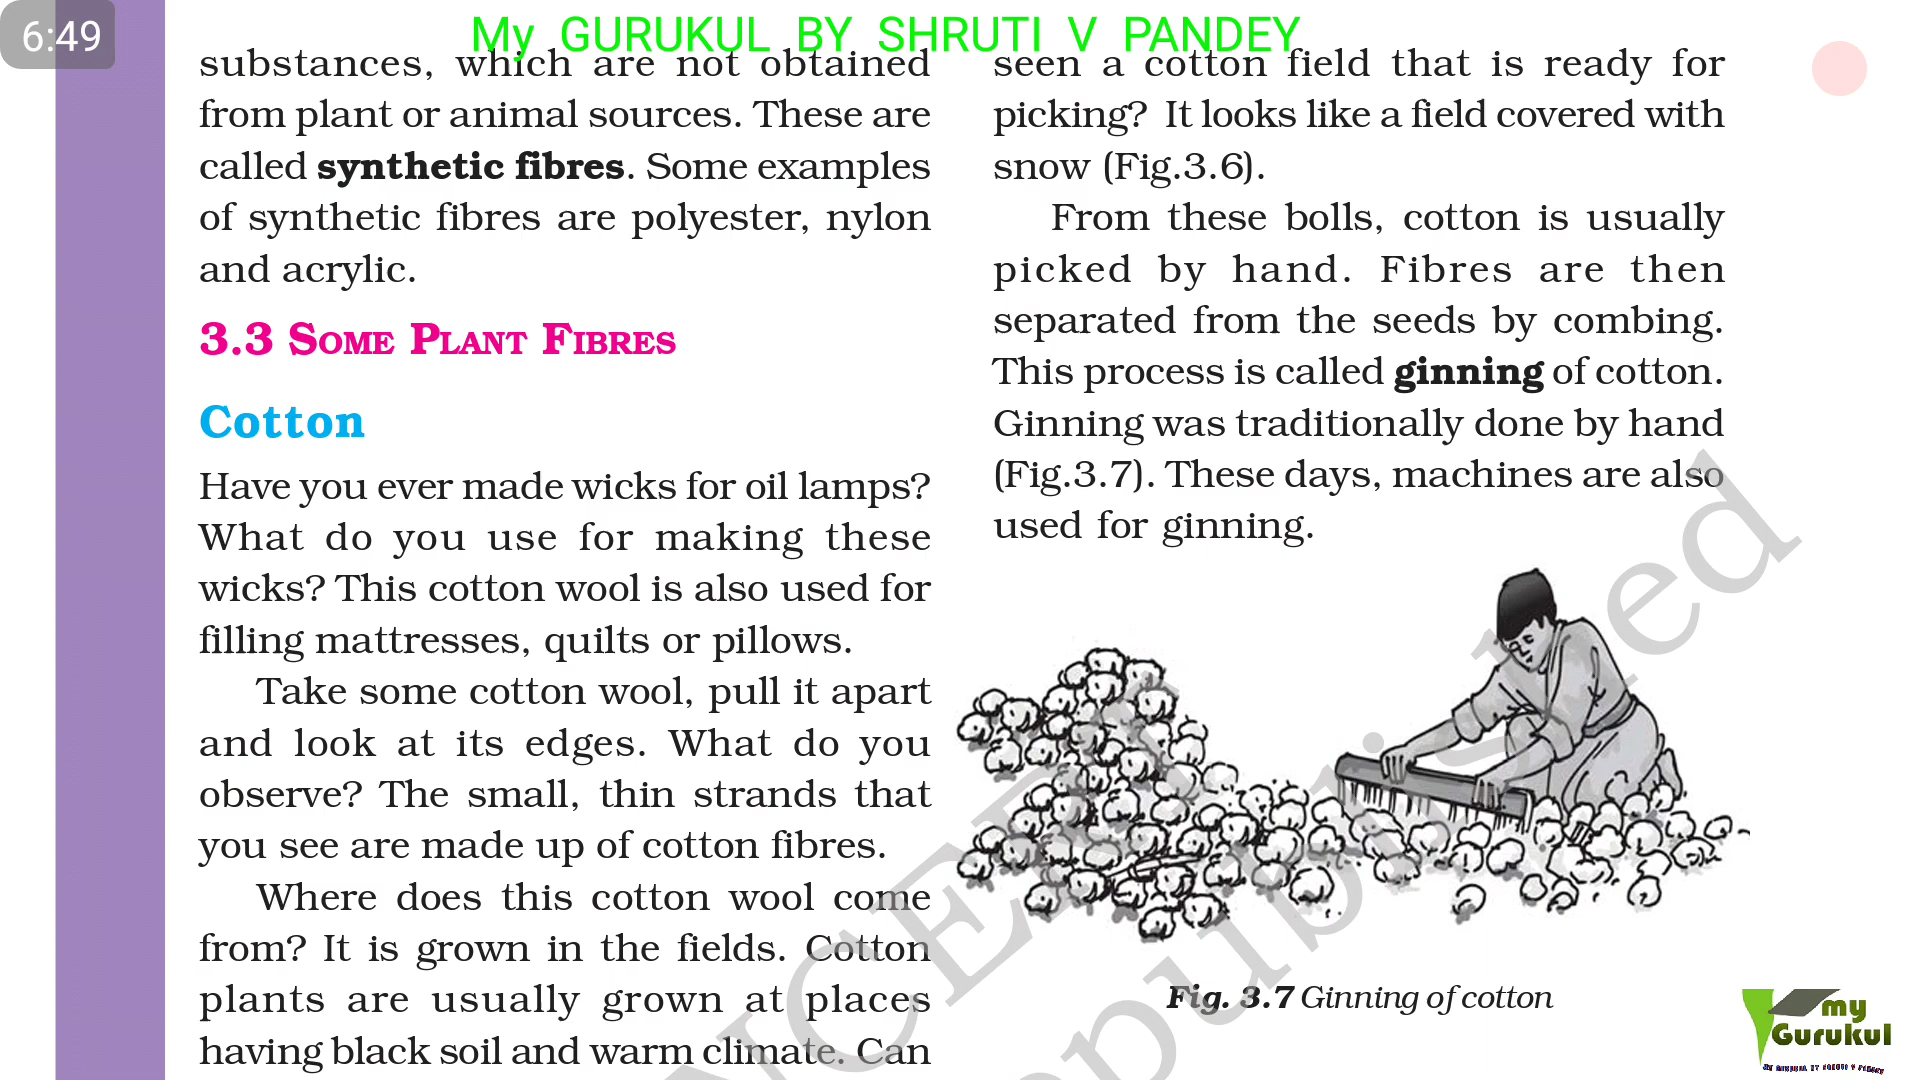 6:49
My GURUKUL BY SHRUTI V PANDEY
substances, which are not obtained
from plant or animal sources. These are
called synthetic fibres. Some examples
of synthetic fibres are polyester, nylon
and acrylic.
3.3 SOME PLANT FIBRES
Cotton
Have you ever made wicks for oil lamps?
What do you use for making these
wicks? This cotton wool is also used for
filling mattresses, quilts or pillows.
Take some cotton wool, pull it apart
and look at its edges. What do you
observe? The small, thin strands that
you see are made up of cotton fibres.
Where does this cotton wool come
from? It is grown in the fields. Cotton
plants are usually grown at places
having black soil and warm climate. Can
seen a cotton field that is ready for
picking? It looks like a field covered with
snow (Fig.3.6).
From these bolls, cotton is usually
picked by hand. Fibres are then
separated from the seeds by combing.
This process is called ginning of cotton.
Ginning was traditionally done by hand
(Fig.3.7). These days, machines are also
used for ginning.
Fig. 3.7 Ginning of cotton
my
Gurukul
MY GURUKUL BY SHRUTI V PANDEY